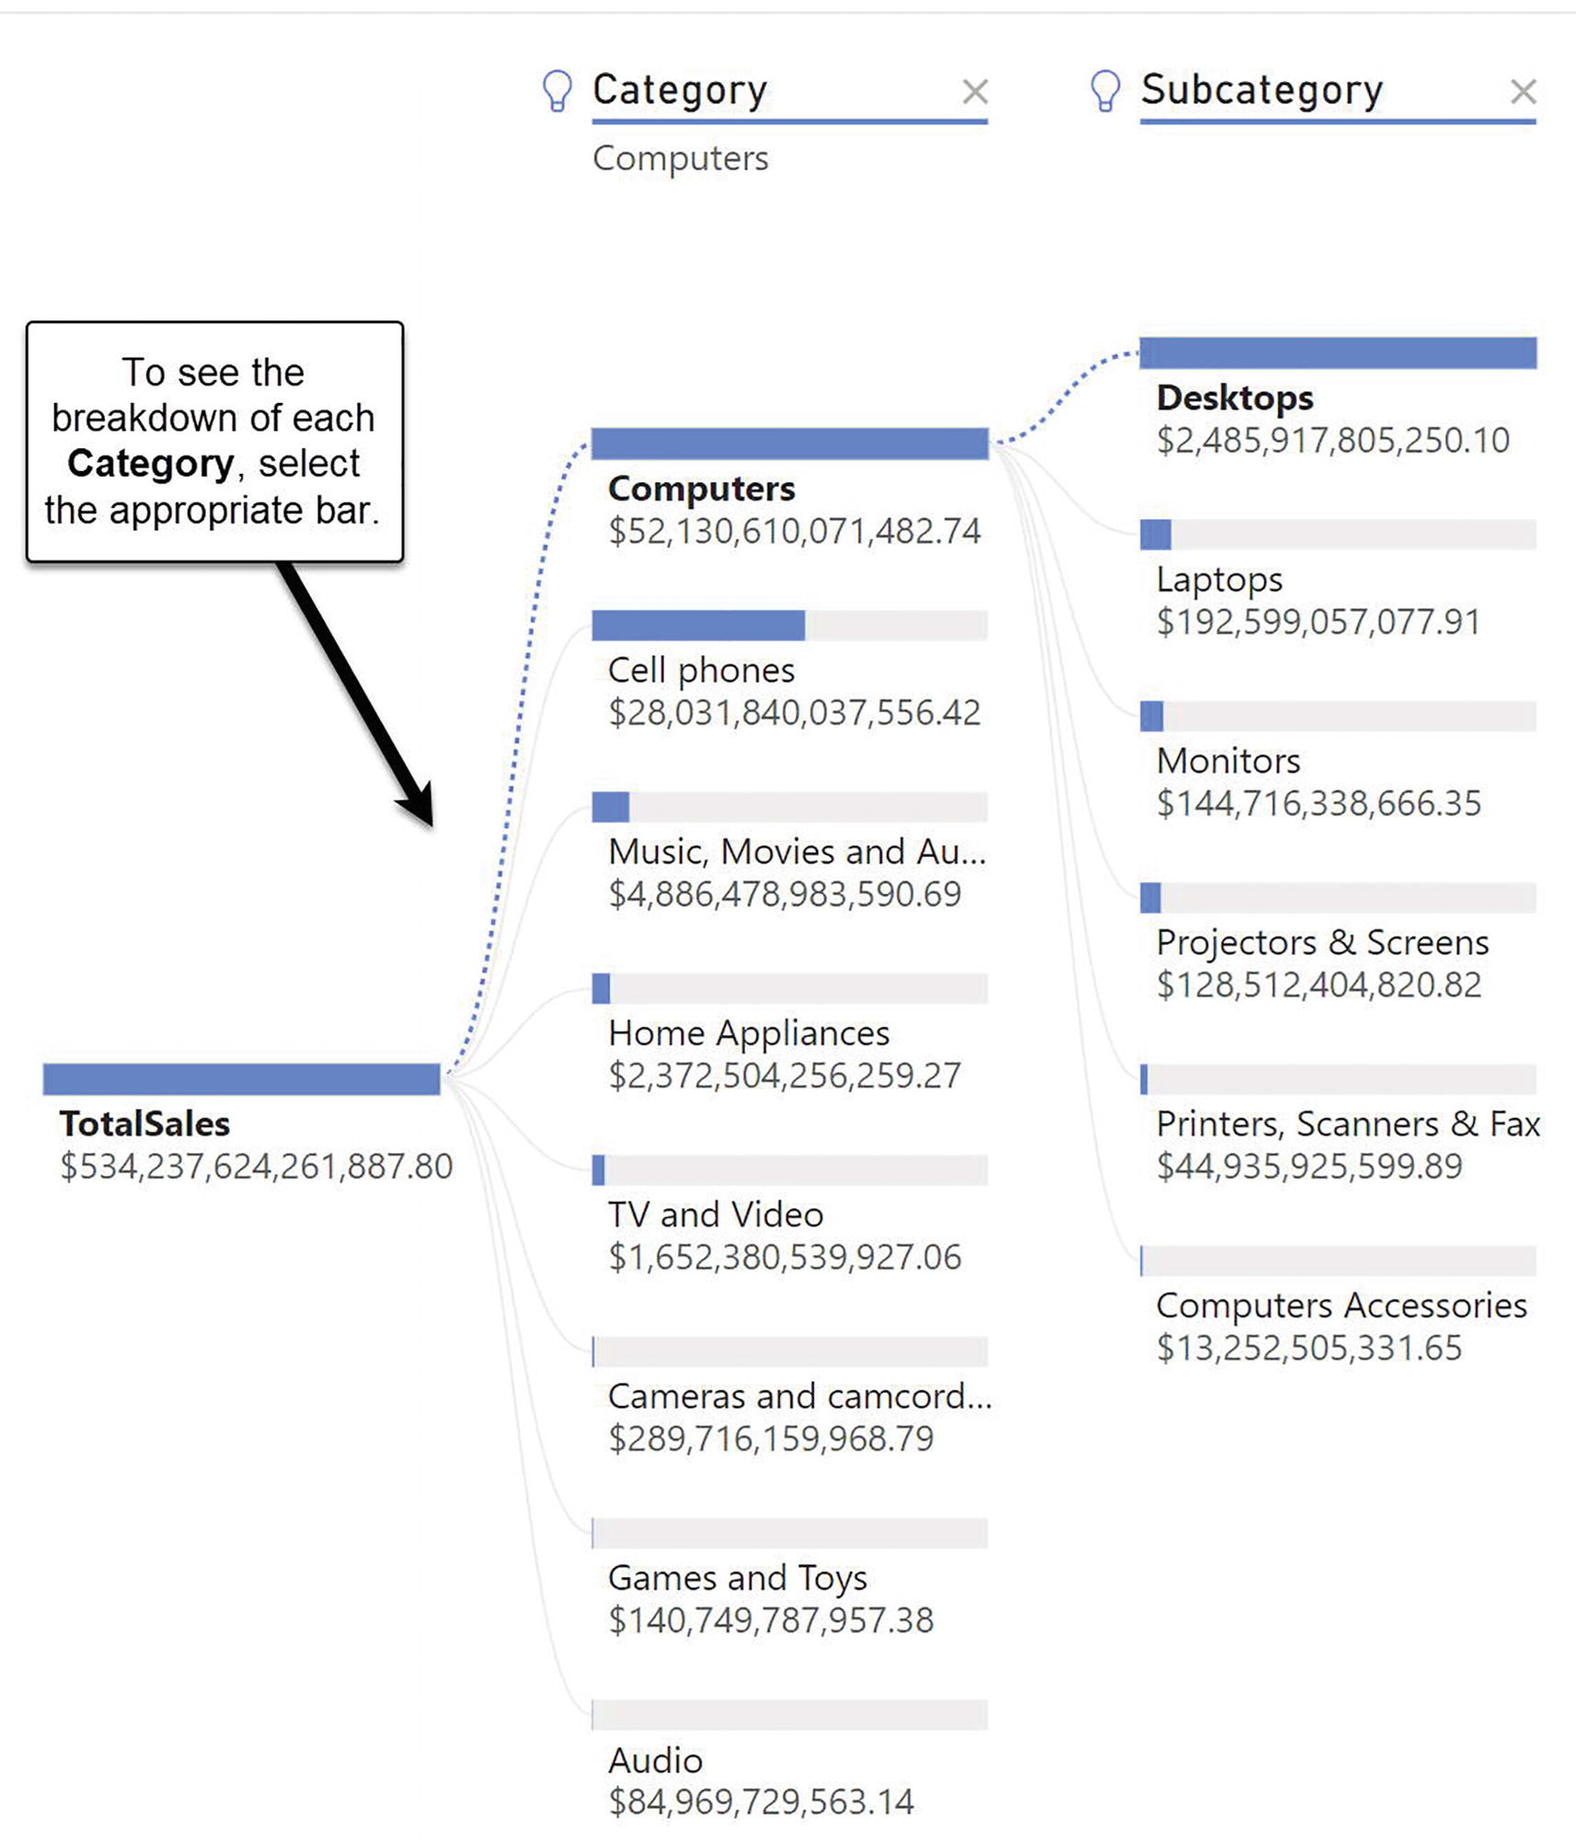 Category
Subcategory
Computers
To see the
breakdown of each
Category, select
the appropriate bar.
TotalSales
$534,237,624,261,887.80
Computers
$52,130,610,071,482.74
Cell phones
$28,031,840,037,556.42
Music, Movies and Au...
$4,886,478,983,590.69
Home Appliances
$2,372,504,256,259.27
TV and Video
$1,652,380,539,927.06
Cameras and camcord...
$289,716,159,968.79
Games and Toys
$140,749,787,957.38
Audio
$84,969,729,563.14
Desktops
$2,485,917,805,250.10
Laptops
$192,599,057,077.91
Monitors
$144,716,338,666.35
Projectors & Screens
$128,512,404,820.82
Printers, Scanners & Fax
$44,935,925,599.89
Computers Accessories
$13,252,505,331.65